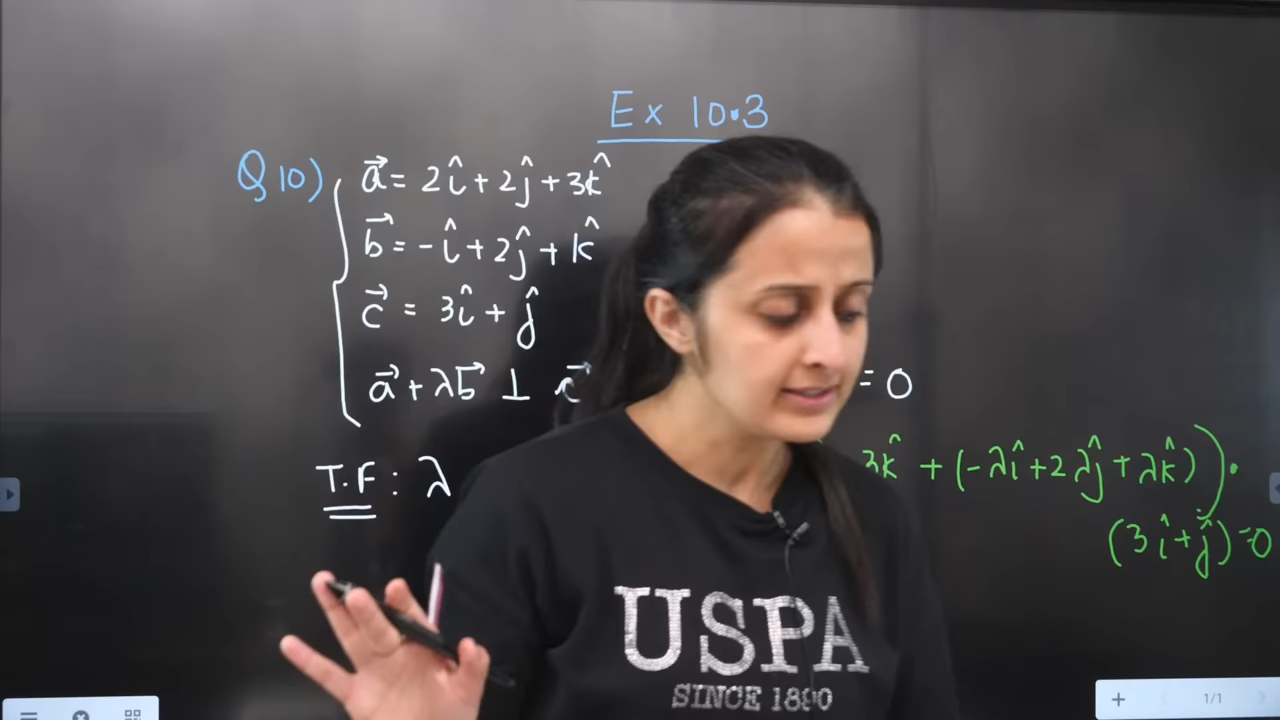 Ex 10.3
Q10) a⃗ = 2î + 2ĵ + 3k̂
b⃗ = -î + 2ĵ + k̂
c⃗ = 3î + ĵ
a⃗ + λb⃗ ⊥ c⃗ = 0
T.F : λ
3k̂ + (-λî + 2λĵ + λk̂) ) .
(3î + ĵ) = 0
USPA
SINCE 1890
1/1